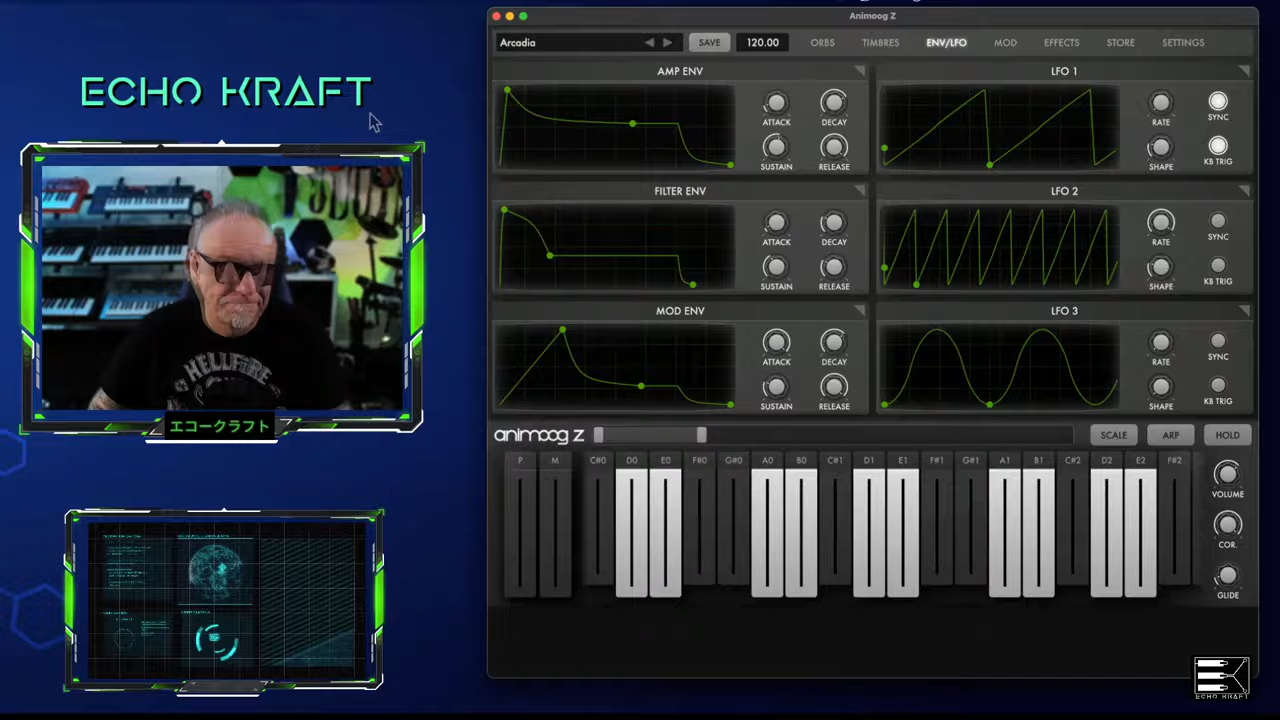 Animoog Z
Arcadia
SAVE
120.00
ORBS
TIMBRES
ENV/LFO
MOD
EFFECTS
STORE
SETTINGS
ECHO KRAFT
HELLFIRE
エコークラフト
AMP ENV
ATTACK
DECAY
SUSTAIN
RELEASE
LFO 1
RATE
SYNC
SHAPE
KB TRIG
FILTER ENV
ATTACK
DECAY
SUSTAIN
RELEASE
LFO 2
RATE
SYNC
SHAPE
KB TRIG
MOD ENV
ATTACK
DECAY
SUSTAIN
RELEASE
LFO 3
RATE
SYNC
SHAPE
KB TRIG
animoog Z
SCALE
ARP
HOLD
P M C#0 D0 E0 F#0 G#0 A0 B0 C#1 D1 E1 F#1 G#1 A1 B1 C#2 D2 E2 F#2
VOLUME
COR.
GLIDE
ECHO KRAFT